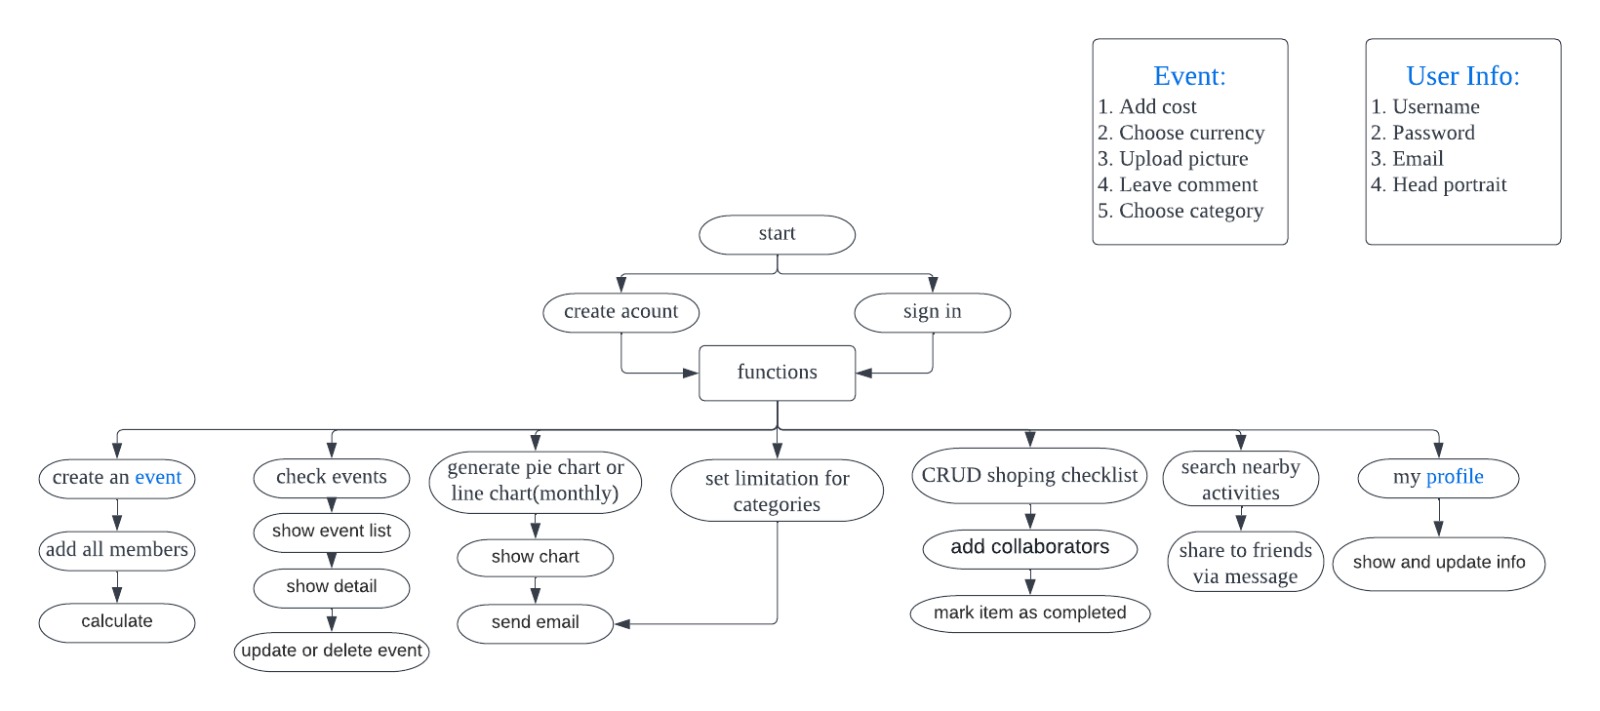 Event:
1. Add cost
2. Choose currency
3. Upload picture
4. Leave comment
5. Choose category
User Info:
1. Username
2. Password
3. Email
4. Head portrait
start
create acount
sign in
functions
create an event
add all members
calculate
check events
show event list
show detail
update or delete event
generate pie chart or
line chart(monthly)
show chart
send email
set limitation for
categories
CRUD shoping checklist
add collaborators
mark item as completed
search nearby
activities
share to friends
via message
my profile
show and update info